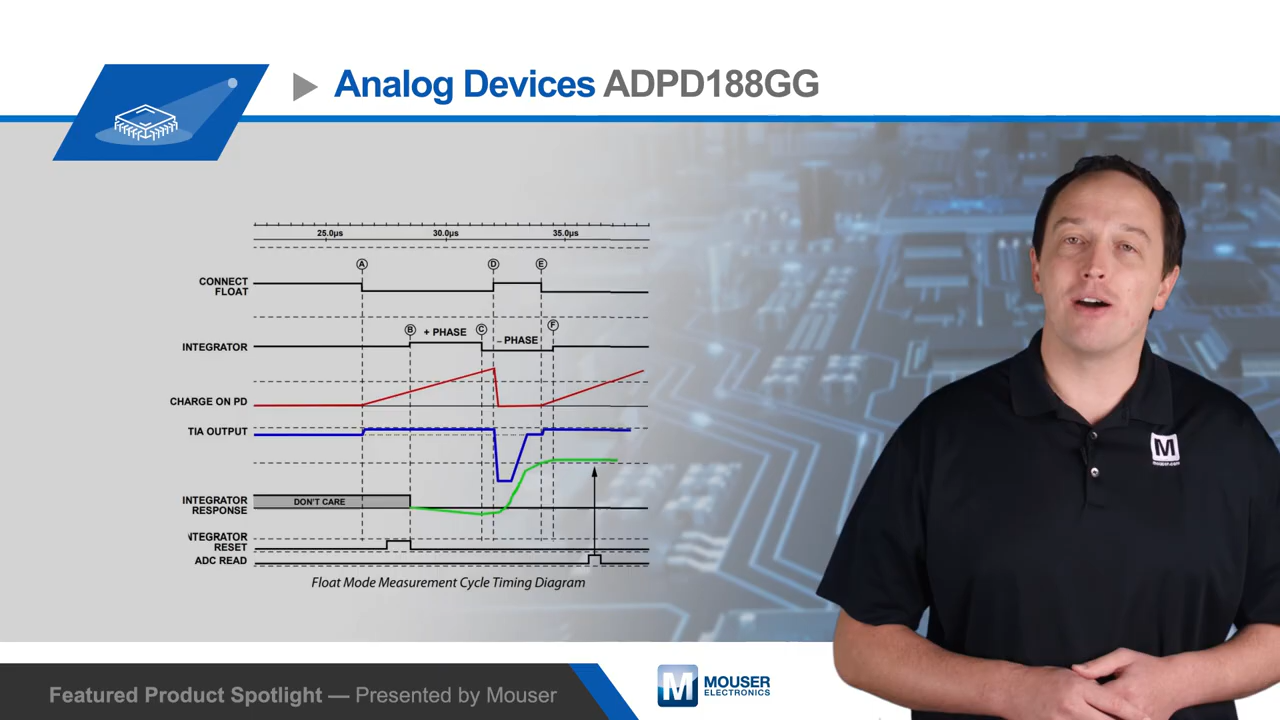 Analog Devices ADPD188GG
25.0µs 30.0µs 35.0µs
A D E
CONNECT
FLOAT
B + PHASE C F
– PHASE
INTEGRATOR
CHARGE ON PD
TIA OUTPUT
DON'T CARE
INTEGRATOR
RESPONSE
NTEGRATOR
RESET
ADC READ
Float Mode Measurement Cycle Timing Diagram
M
Featured Product Spotlight — Presented by Mouser
M MOUSER
ELECTRONICS